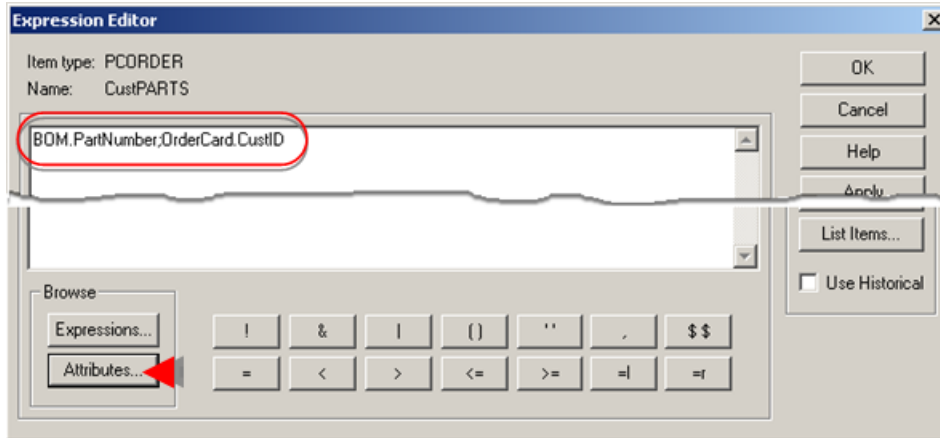 Expression Editor
Item type: PCORDER
Name: CustPARTS
BOM.PartNumber;OrderCard.CustID
OK
Cancel
Help
Apply
List Items...
Use Historical
Browse
Expressions...
Attributes...
! & | () '' , $$
= < > <= >= =l =r